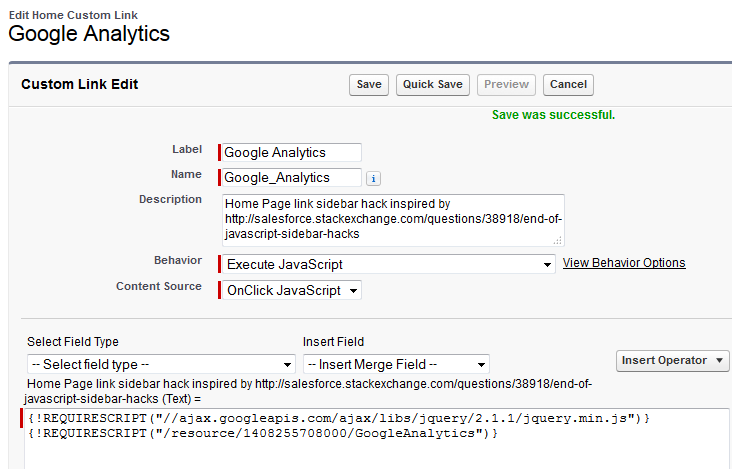 Edit Home Custom Link
Google Analytics
Custom Link Edit Save Quick Save Preview Cancel
Save was successful.
Label Google Analytics
Name Google_Analytics i
Description Home Page link sidebar hack inspired by
http://salesforce.stackexchange.com/questions/38918/end-of-
javascript-sidebar-hacks
Behavior Execute JavaScript View Behavior Options
Content Source OnClick JavaScript
Select Field Type Insert Field
-- Select field type -- -- Insert Merge Field -- Insert Operator
Home Page link sidebar hack inspired by http://salesforce.stackexchange.com/questions/38918/end-of-
javascript-sidebar-hacks (Text) =
{!REQUIRESCRIPT("//ajax.googleapis.com/ajax/libs/jquery/2.1.1/jquery.min.js")}
{!REQUIRESCRIPT("/resource/1408255708000/GoogleAnalytics")}